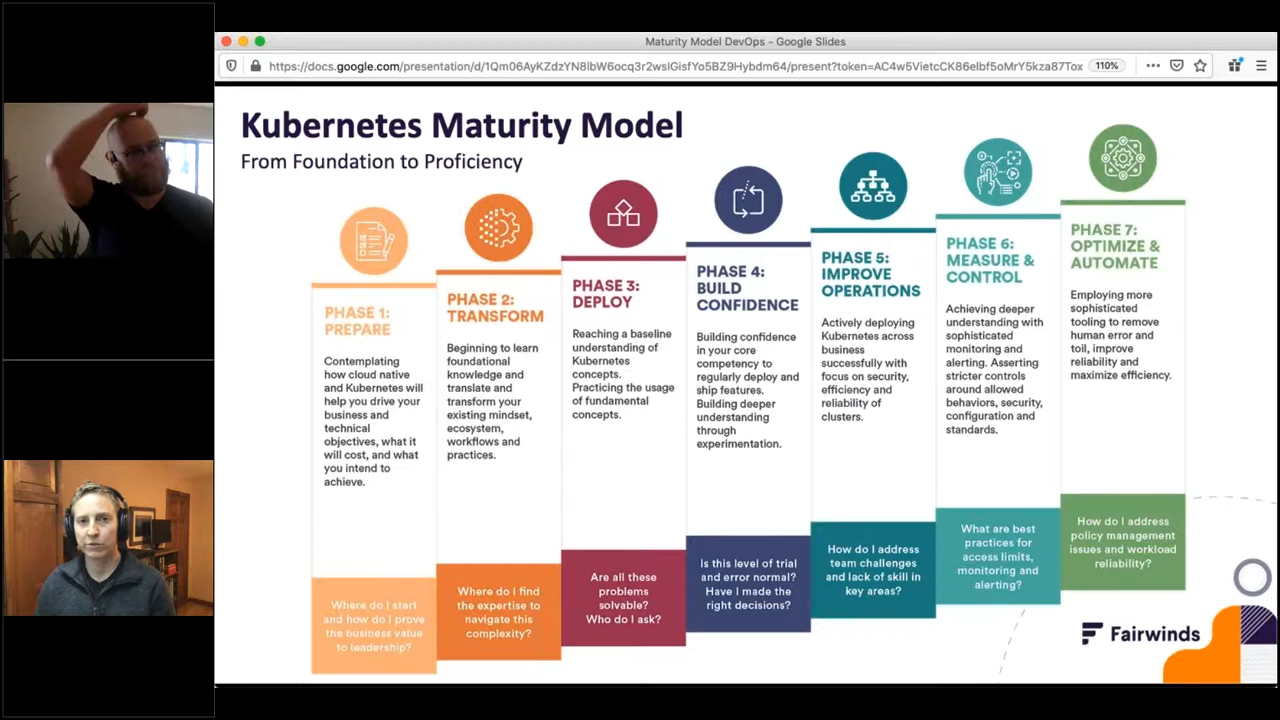 Maturity Model DevOps - Google Slides
https://docs.google.com/presentation/d/1Qm06AyKZdzYN8lbW6ocq3r2wslGisfYo5BZ9Hybdm64/present?token=AC4w5VietcCK86elbf5oMrY5kza87Tox
110%
Kubernetes Maturity Model
From Foundation to Proficiency
PHASE 1:
PREPARE
Contemplating
how cloud native
and Kubernetes will
help you drive your
business and
technical
objectives, what it
will cost, and what
you intend to
achieve.
Where do I start
and how do I prove
the business value
to leadership?
PHASE 2:
TRANSFORM
Beginning to learn
foundational
knowledge and
translate and
transform your
existing mindset,
ecosystem,
workflows and
practices.
Where do I find
the expertise to
navigate this
complexity?
PHASE 3:
DEPLOY
Reaching a baseline
understanding of
Kubernetes
concepts.
Practicing the usage
of fundamental
concepts.
Are all these
problems
solvable?
Who do I ask?
PHASE 4:
BUILD
CONFIDENCE
Building confidence
in your core
competency to
regularly deploy and
ship features.
Building deeper
understanding
through
experimentation.
Is this level of trial
and error normal?
Have I made the
right decisions?
PHASE 5:
IMPROVE
OPERATIONS
Actively deploying
Kubernetes across
business
successfully with
focus on security,
efficiency and
reliability of
clusters.
How do I address
team challenges
and lack of skill in
key areas?
PHASE 6:
MEASURE &
CONTROL
Achieving deeper
understanding with
sophisticated
monitoring and
alerting. Asserting
stricter controls
around allowed
behaviors, security,
configuration and
standards.
What are best
practices for
access limits,
monitoring and
alerting?
PHASE 7:
OPTIMIZE &
AUTOMATE
Employing more
sophisticated
tooling to remove
human error and
toil, improve
reliability and
maximize efficiency.
How do I address
policy management
issues and workload
reliability?
Fairwinds